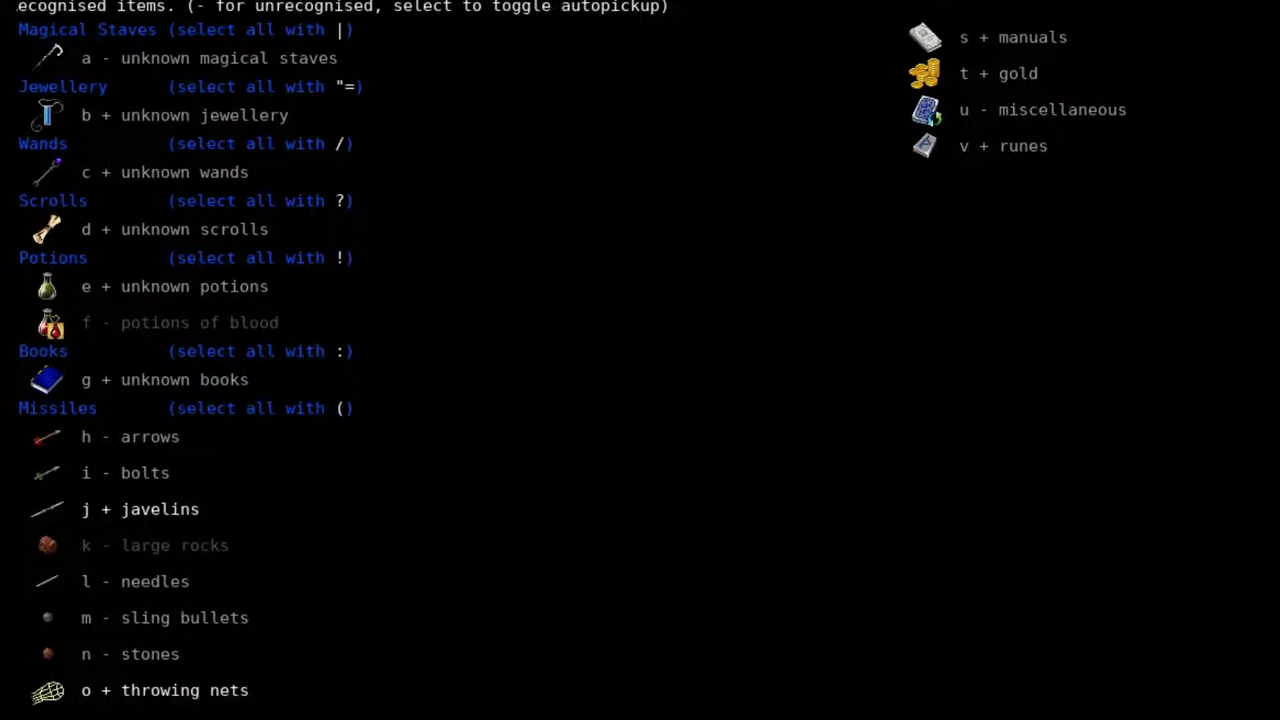 ecognised items. (- for unrecognised, select to toggle autopickup)
Magical Staves (select all with |)
a - unknown magical staves
Jewellery (select all with "=)
b + unknown jewellery
Wands (select all with /)
c + unknown wands
Scrolls (select all with ?)
d + unknown scrolls
Potions (select all with !)
e + unknown potions
f - potions of blood
Books (select all with :)
g + unknown books
Missiles (select all with ()
h - arrows
i - bolts
j + javelins
k - large rocks
l - needles
m - sling bullets
n - stones
o + throwing nets
s + manuals
t + gold
u - miscellaneous
v + runes